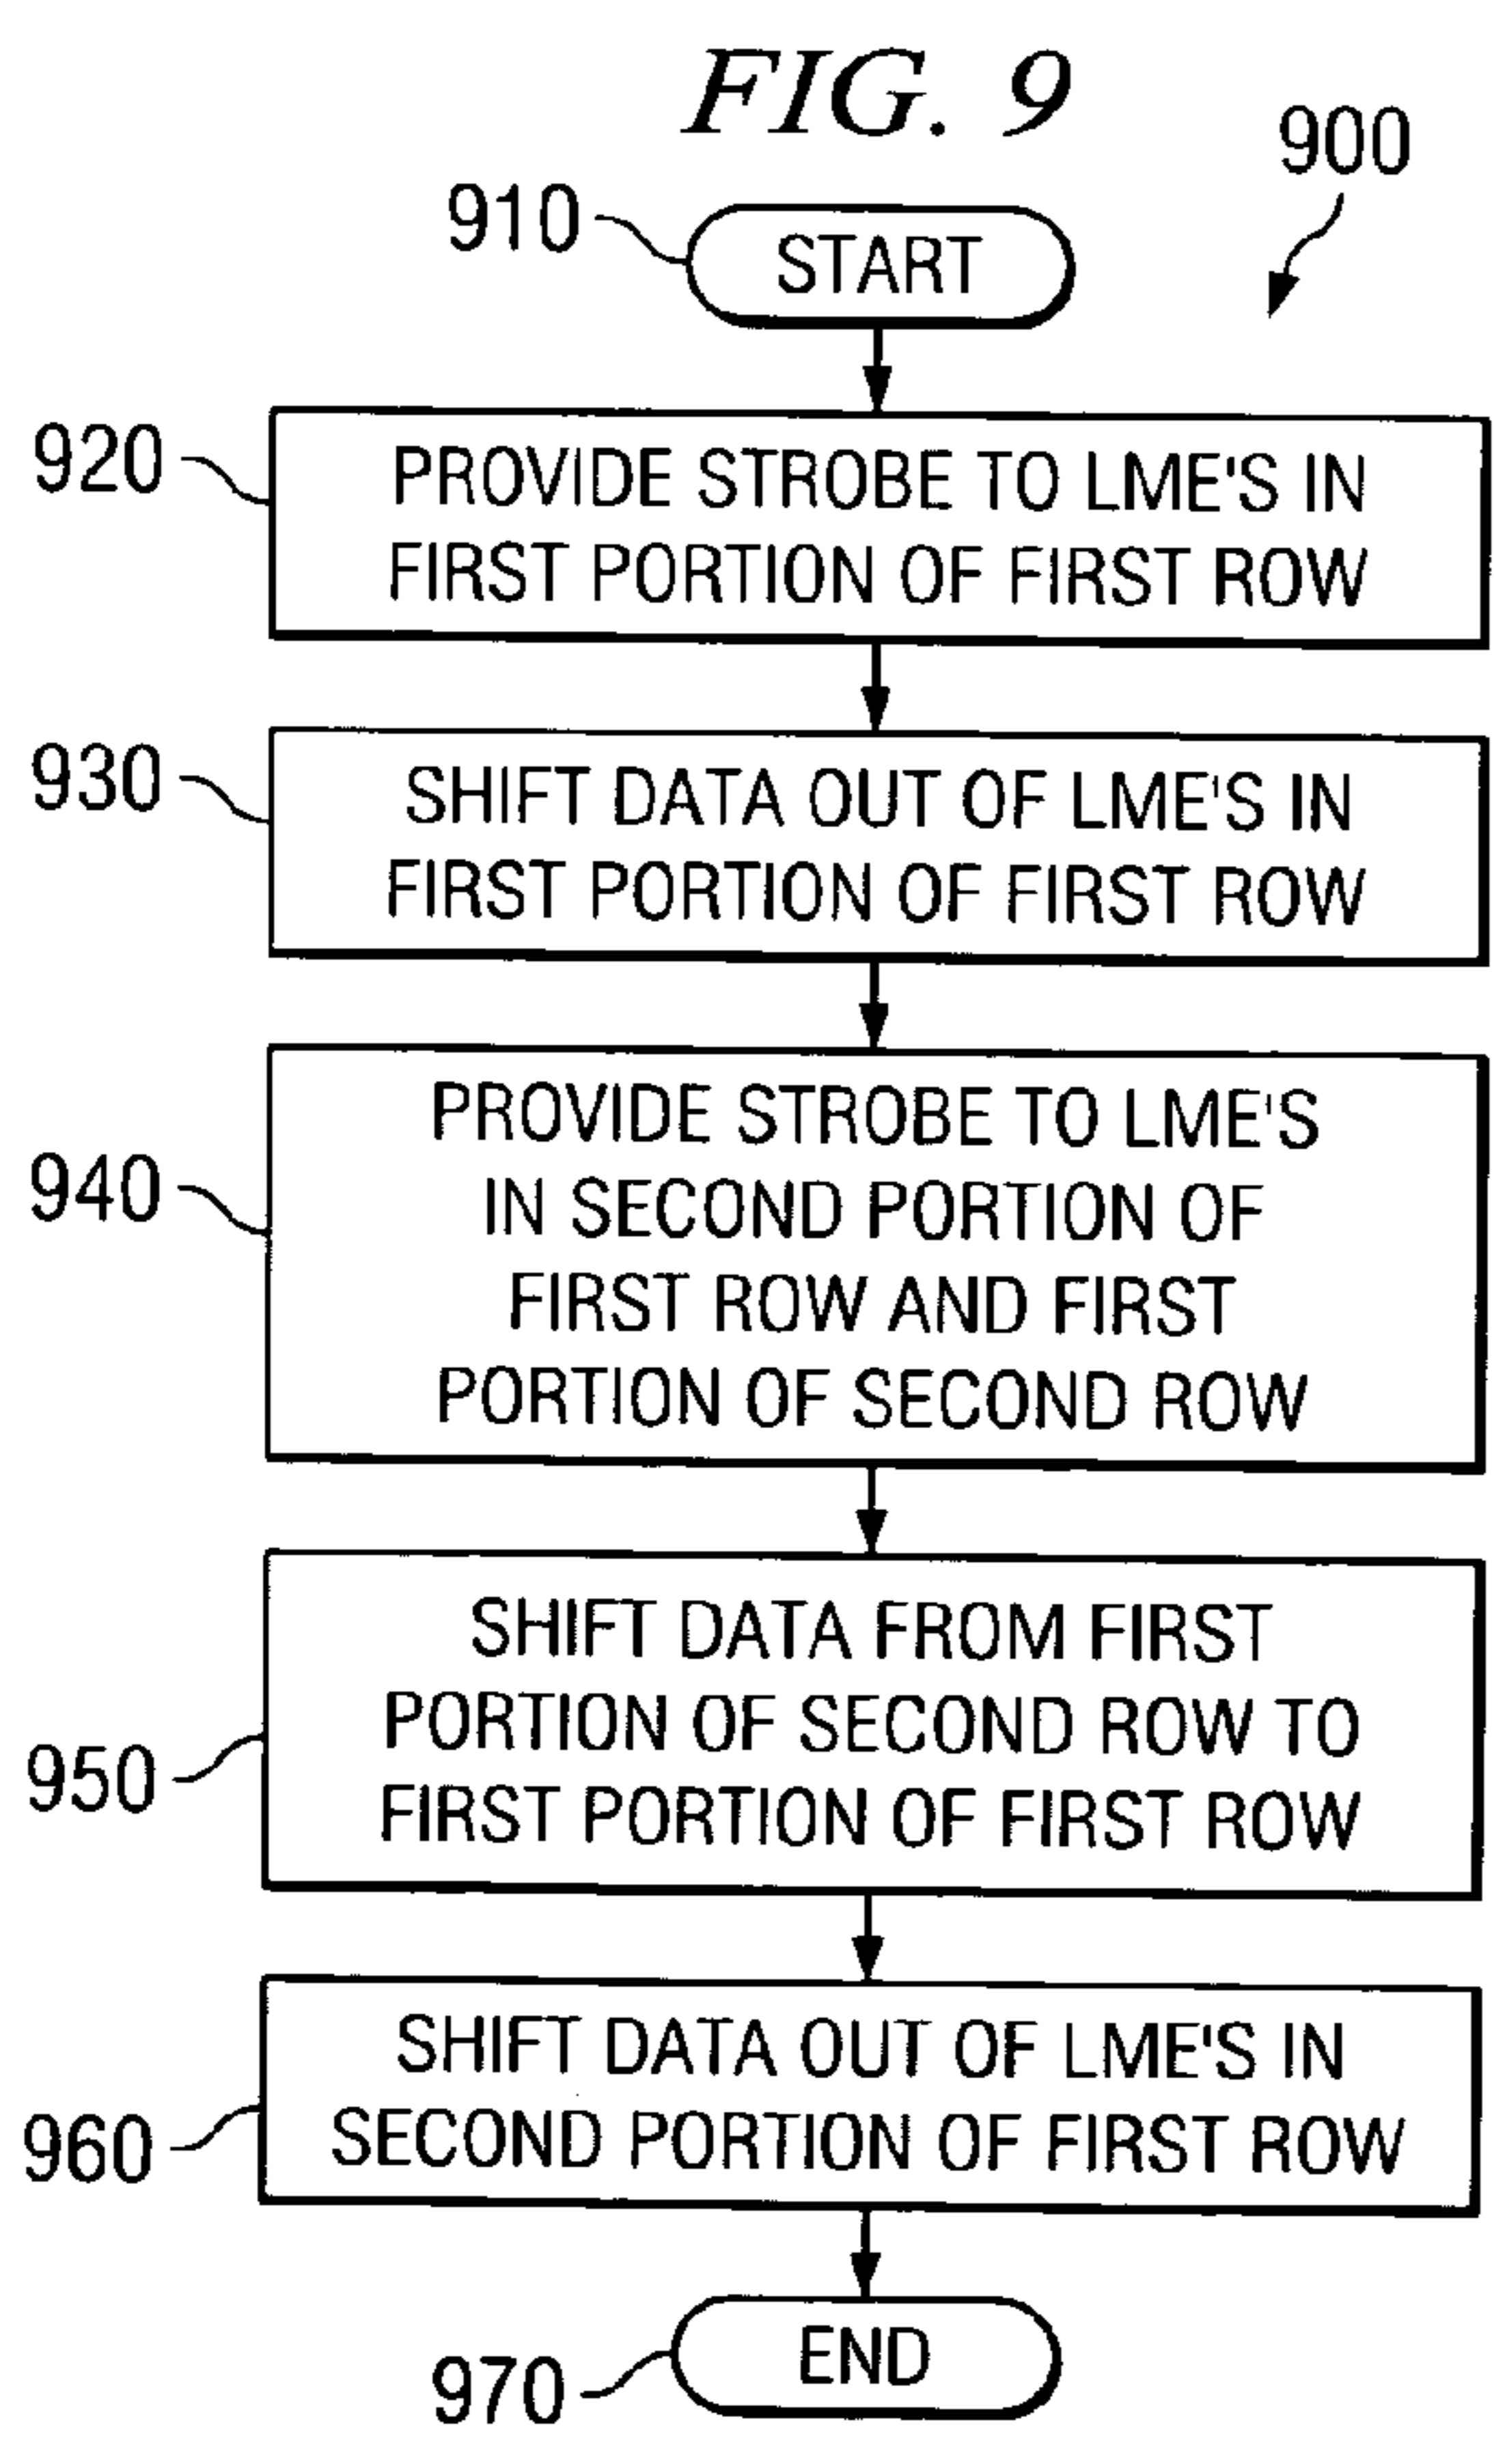 FIG. 9
900
910
START
920
PROVIDE STROBE TO LME'S IN
FIRST PORTION OF FIRST ROW
930
SHIFT DATA OUT OF LME'S IN
FIRST PORTION OF FIRST ROW
940
PROVIDE STROBE TO LME'S
IN SECOND PORTION OF
FIRST ROW AND FIRST
PORTION OF SECOND ROW
950
SHIFT DATA FROM FIRST
PORTION OF SECOND ROW TO
FIRST PORTION OF FIRST ROW
960
SHIFT DATA OUT OF LME'S IN
SECOND PORTION OF FIRST ROW
970
END